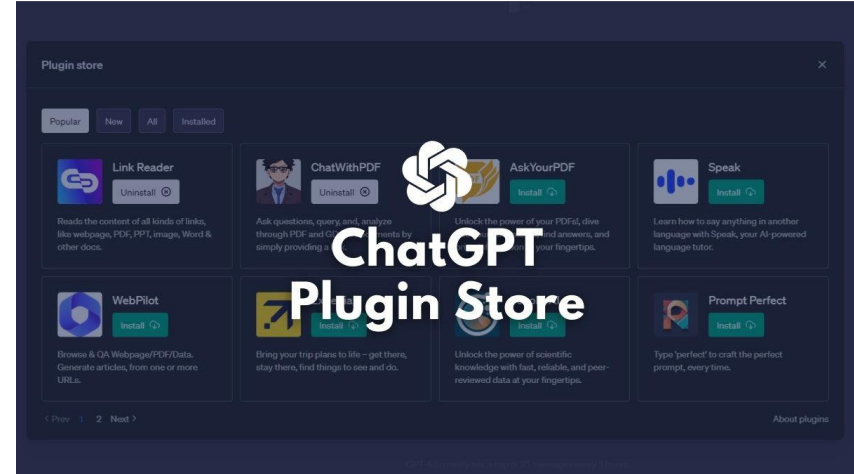 Plugin store
Popular
New
All
Installed
Link Reader
Uninstall
Reads the content of all kinds of links,
like webpage, PDF, PPT, image, Word &
other docs.
ChatWithPDF
Uninstall
Ask questions, query, and, analyze
through PDF and
by
simply providing a
AskYourPDF
Install
Unlock the power of your PDFs!, dive
find answers, and
your fingertips.
Speak
Install
Learn how to say anything in another
language with Speak, your AI-powered
language tutor.
ChatGPT
Plugin Store
WebPilot
Install
Browse & QA Webpage/PDF/Data.
Generate articles, from one or more
URLs.
Install
Bring your trip plans to life – get there,
stay there, find things to see and do.
Install
Unlock the power of scientific
knowledge with fast, reliable, and peer-
reviewed data at your fingertips.
Prompt Perfect
Install
Type 'perfect' to craft the perfect
prompt, every time.
< Prev 1 2 Next >
About plugins